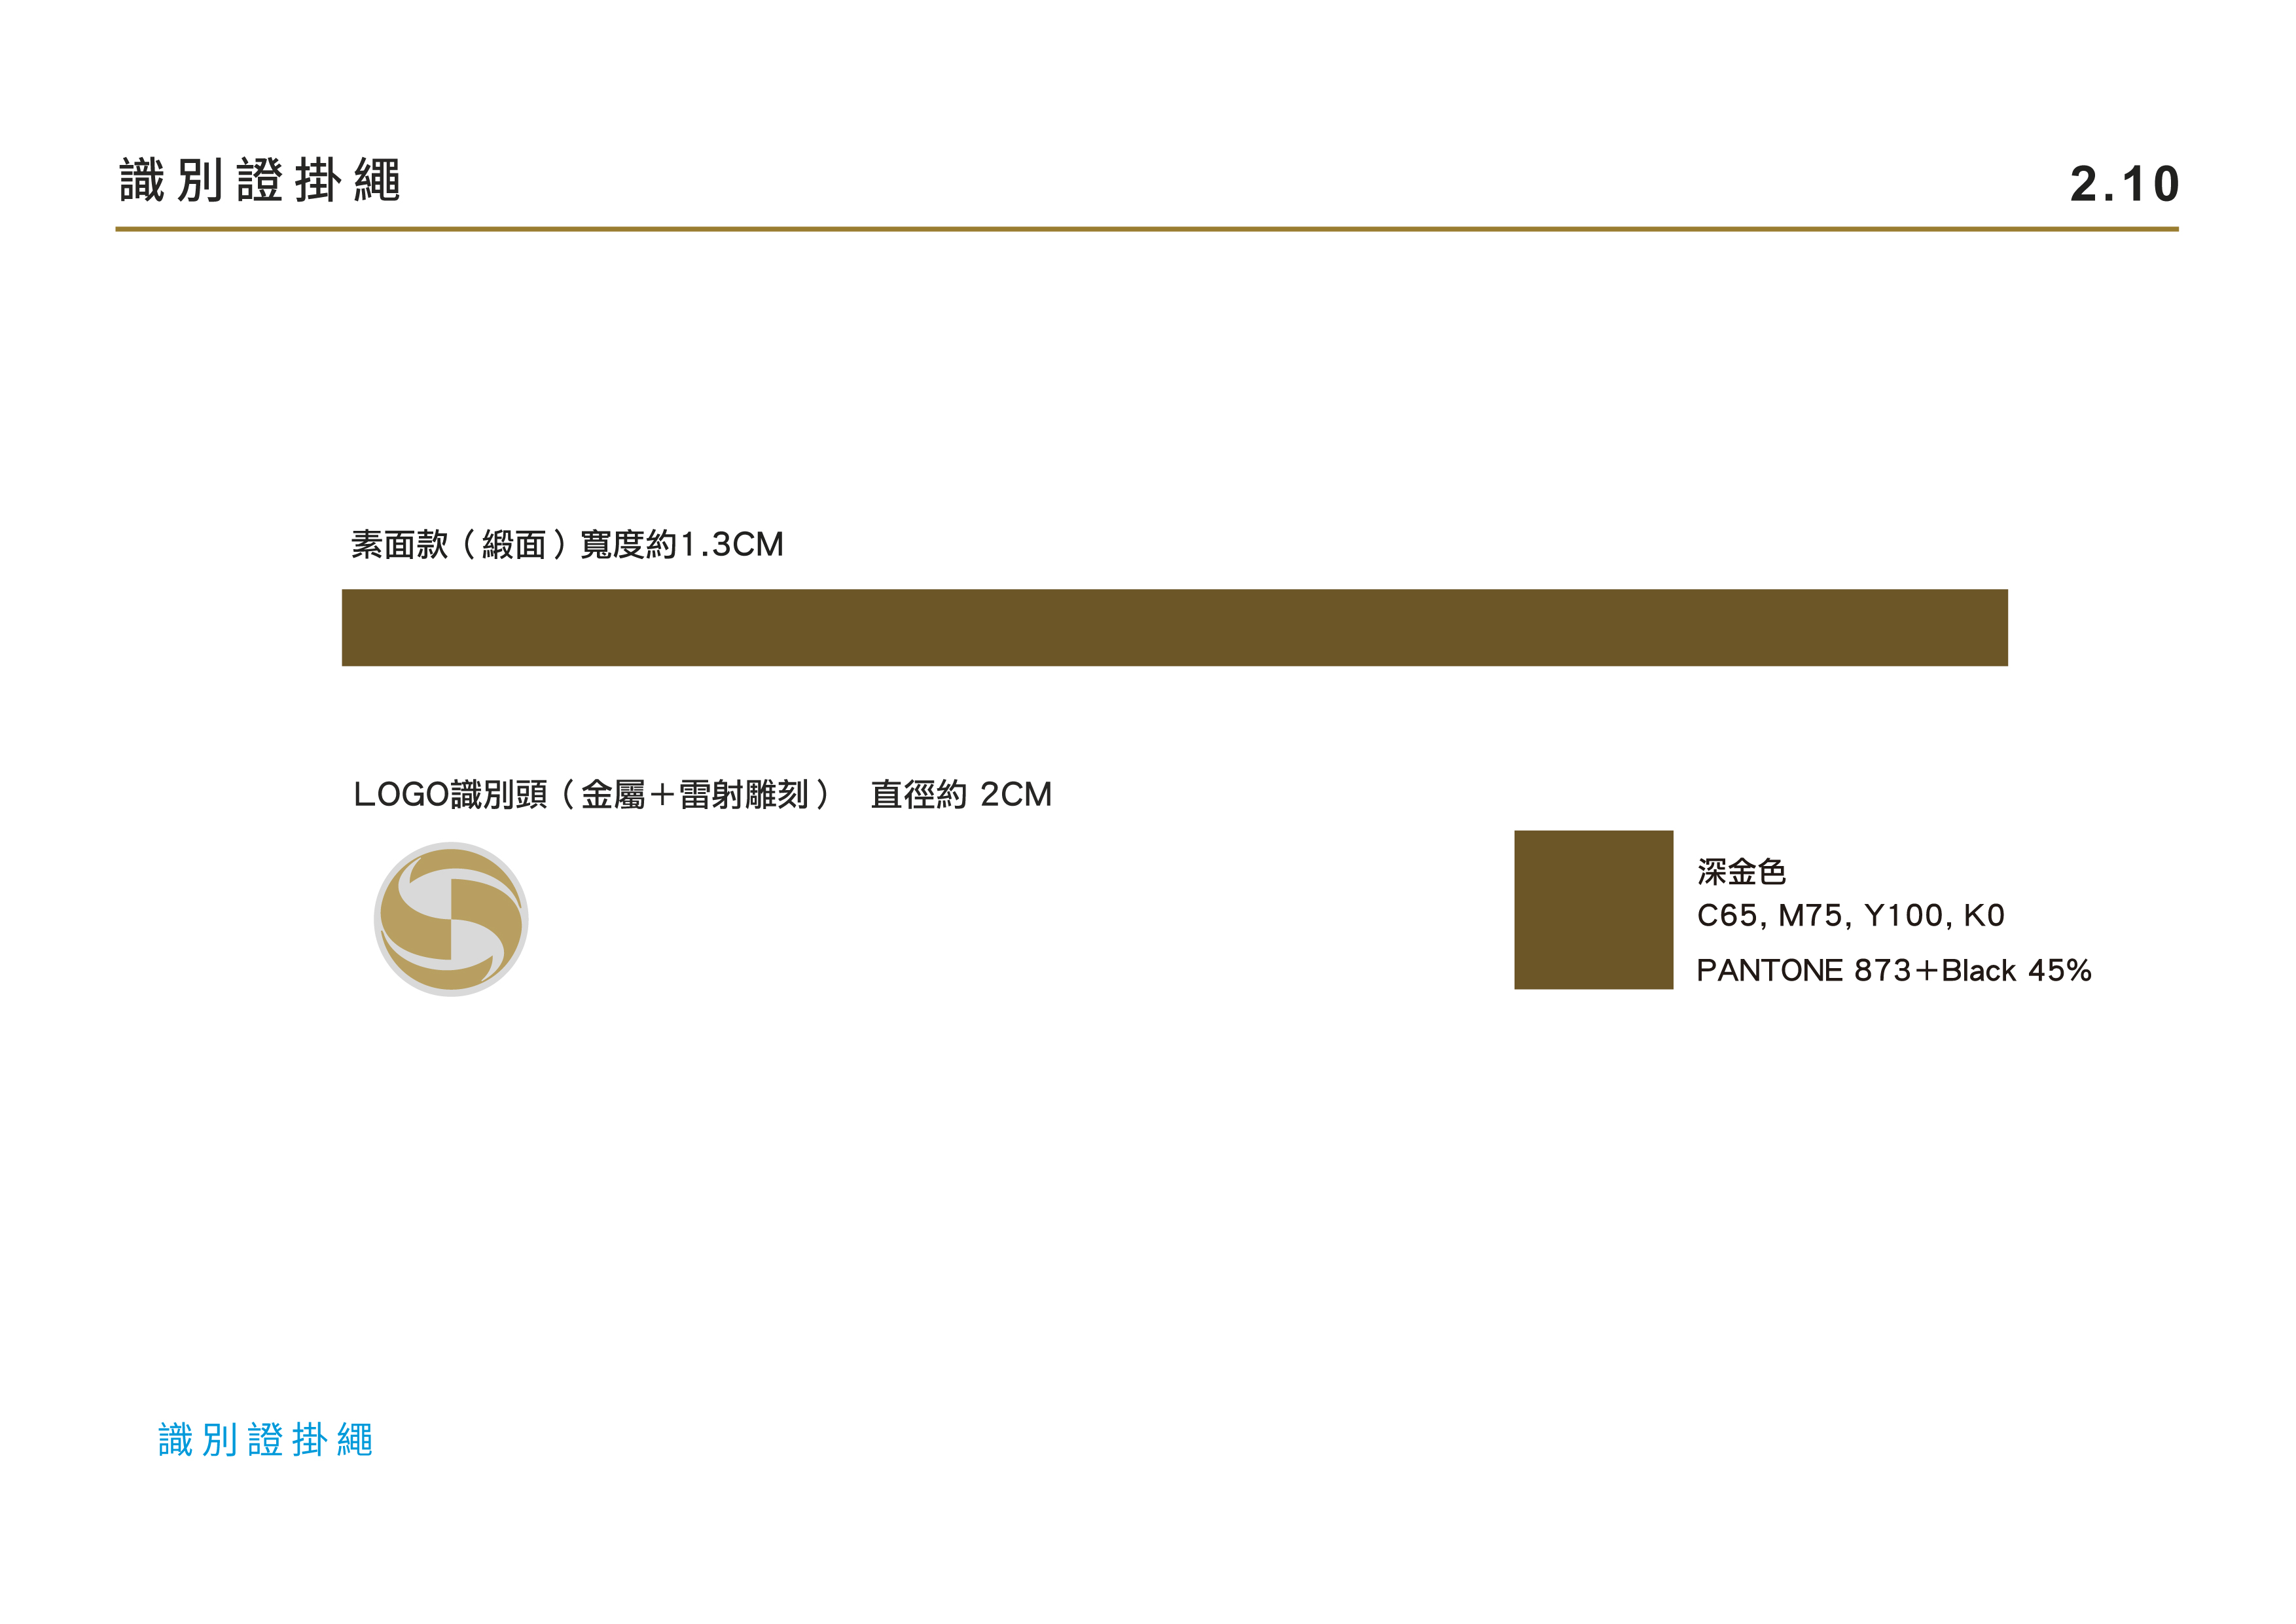 識別證掛繩
2.10
素面款（緞面）寬度約1.3CM
LOGO識別頭（金屬＋雷射雕刻） 直徑約 2CM
深金色
C65, M75, Y100, K0
PANTONE 873+Black 45%
識別證掛繩